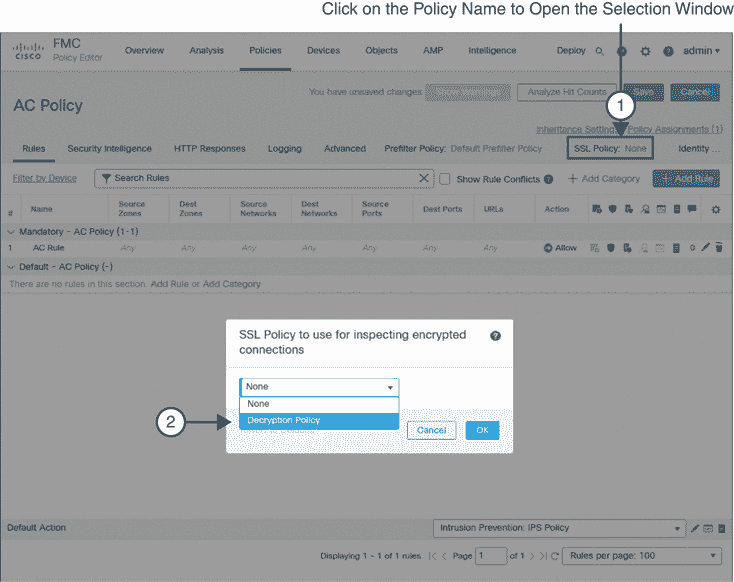 Click on the Policy Name to Open the Selection Window
CISCO
FMC
Policy Editor
Overview
Analysis
Policies
Devices
Objects
AMP
Intelligence
Deploy
admin
1
AC Policy
You have unsaved changes
Show Warnings
Analyze Hit Counts
Save
Cancel
Inheritance Settings
Policy Assignments (1)
Rules
Security Intelligence
HTTP Responses
Logging
Advanced
Prefilter Policy: Default Prefilter Policy
SSL Policy: None
Identity ...
Filter by Device
Search Rules
Show Rule Conflicts
+ Add Category
+ Add Rule
# Name Source Zones Dest Zones Source Networks Dest Networks Source Ports Dest Ports URLs Action
Mandatory - AC Policy (1-1)
1 AC Rule Any Any Any Any Any Any Any Allow 0
Default - AC Policy (-)
There are no rules in this section. Add Rule or Add Category
SSL Policy to use for inspecting encrypted
connections
None
None
2
Decryption Policy
Cancel
OK
Default Action
Intrusion Prevention: IPS Policy
Displaying 1 - 1 of 1 rules
Page 1 of 1
Rules per page: 100